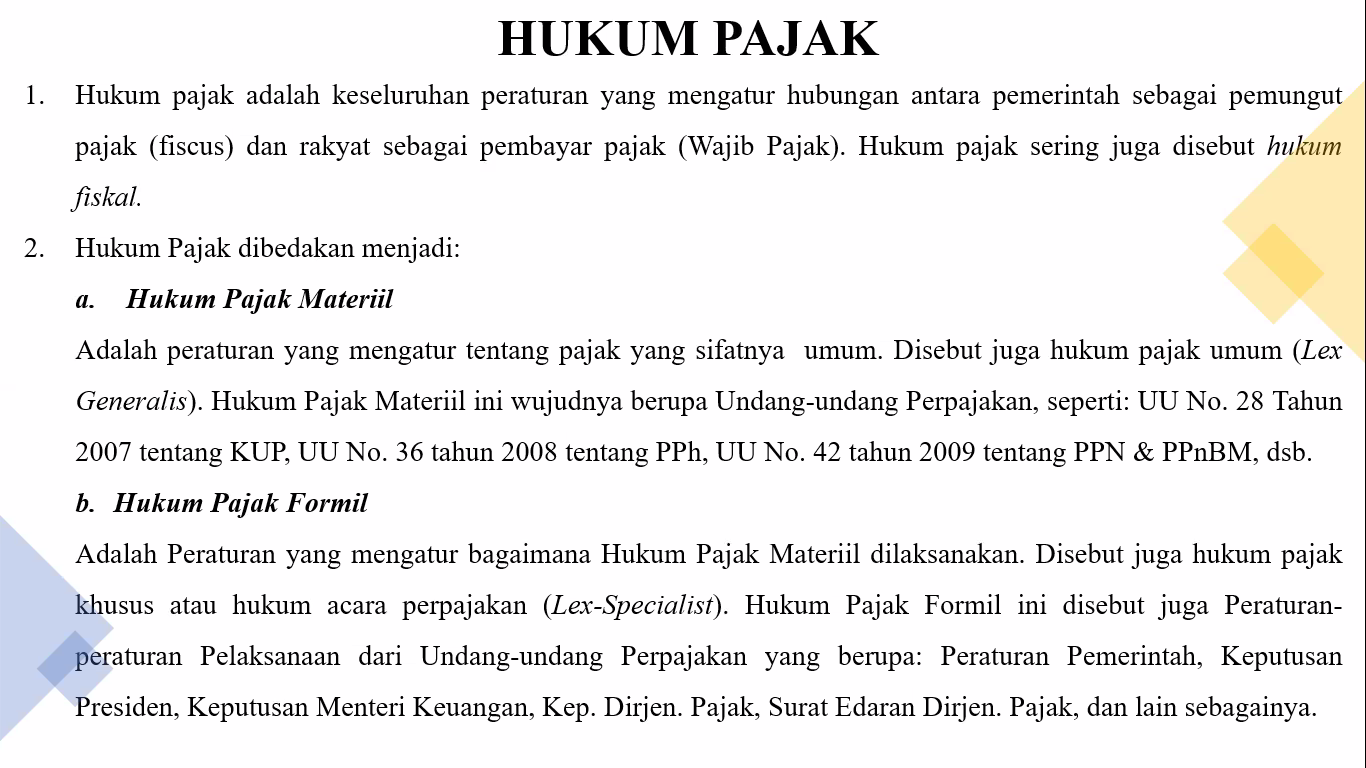 HUKUM PAJAK
1. Hukum pajak adalah keseluruhan peraturan yang mengatur hubungan antara pemerintah sebagai pemungut
pajak (fiscus) dan rakyat sebagai pembayar pajak (Wajib Pajak). Hukum pajak sering juga disebut hukum
fiskal.
2. Hukum Pajak dibedakan menjadi:
a. Hukum Pajak Materiil
Adalah peraturan yang mengatur tentang pajak yang sifatnya umum. Disebut juga hukum pajak umum (Lex
Generalis). Hukum Pajak Materiil ini wujudnya berupa Undang-undang Perpajakan, seperti: UU No. 28 Tahun
2007 tentang KUP, UU No. 36 tahun 2008 tentang PPh, UU No. 42 tahun 2009 tentang PPN & PPnBM, dsb.
b. Hukum Pajak Formil
Adalah Peraturan yang mengatur bagaimana Hukum Pajak Materiil dilaksanakan. Disebut juga hukum pajak
khusus atau hukum acara perpajakan (Lex-Specialist). Hukum Pajak Formil ini disebut juga Peraturan-
peraturan Pelaksanaan dari Undang-undang Perpajakan yang berupa: Peraturan Pemerintah, Keputusan
Presiden, Keputusan Menteri Keuangan, Kep. Dirjen. Pajak, Surat Edaran Dirjen. Pajak, dan lain sebagainya.